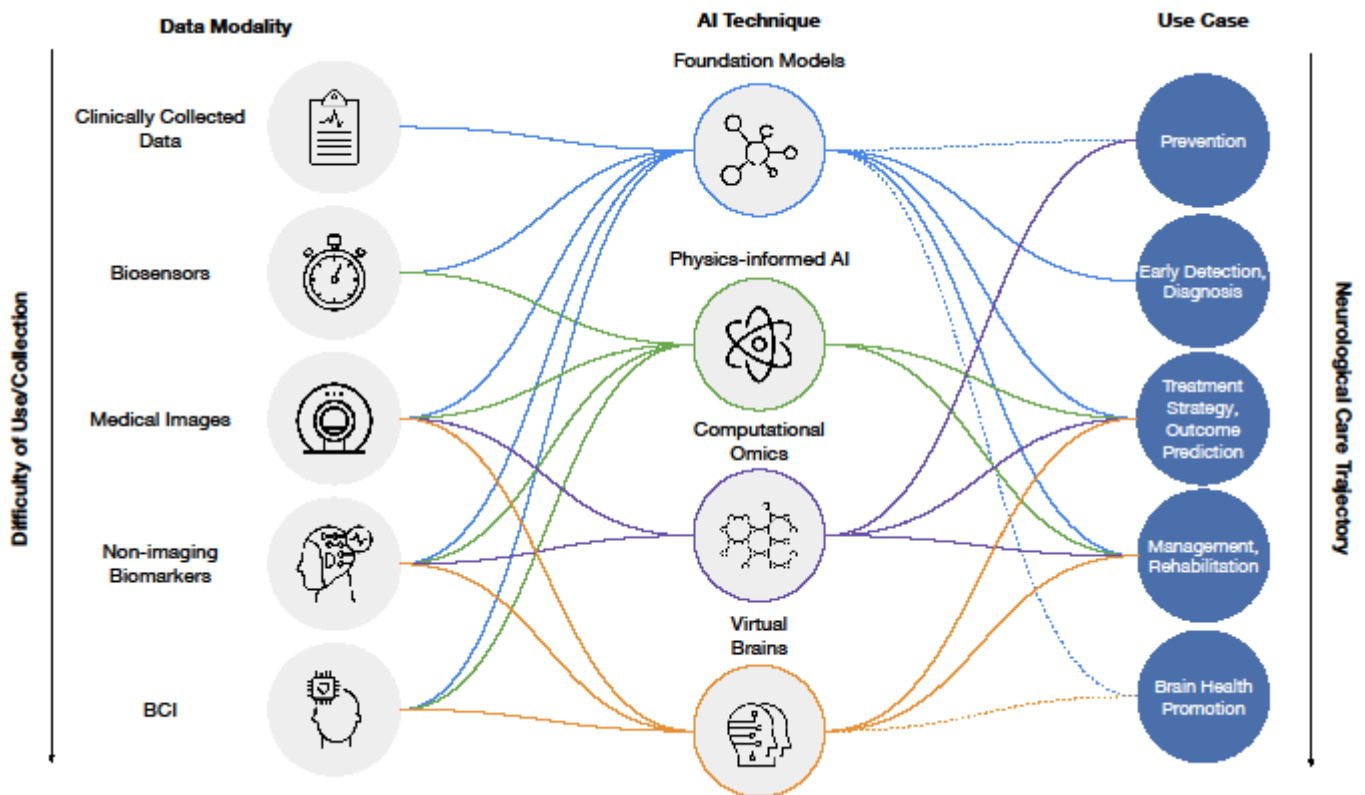 Data Modality
AI Technique
Use Case
Foundation Models
Clinically Collected
Data
Prevention
Biosensors
Physics-informed AI
Early Detection,
Diagnosis
Difficulty of Use/Collection
Neurological Care Trajectory
Medical Images
Computational
Omics
Treatment
Strategy,
Outcome
Prediction
Non-imaging
Biomarkers
Management,
Rehabilitation
Virtual
Brains
BCI
Brain Health
Promotion